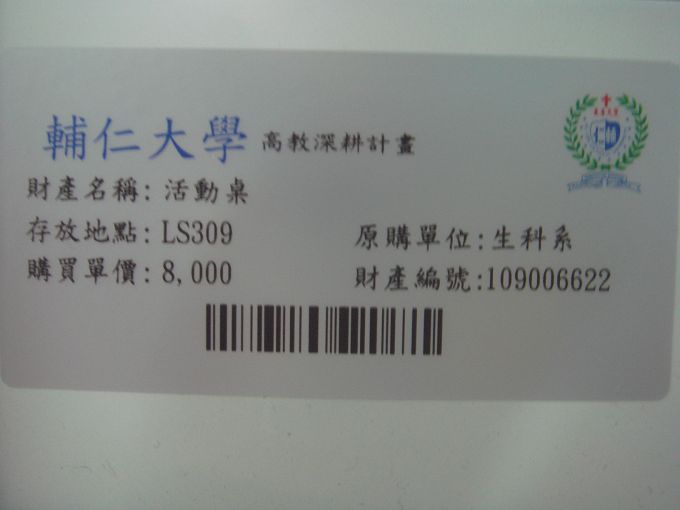 輔仁大學 高教深耕計畫
財產名稱: 活動桌
存放地點: LS309 原購單位: 生科系
購買單價: 8,000 財產編號:109006622